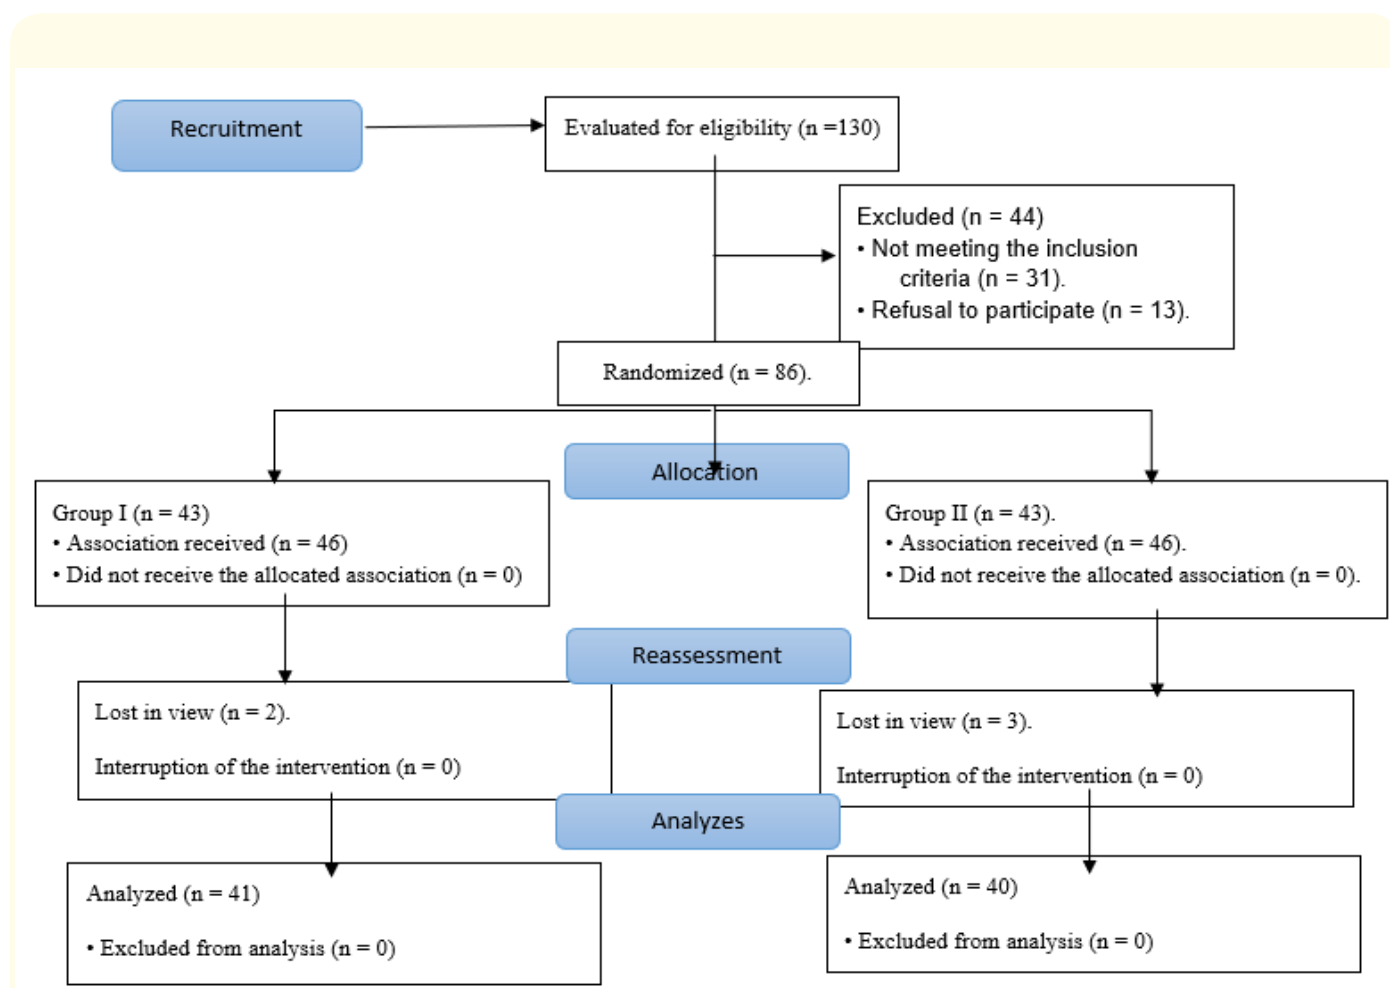 Recruitment
Evaluated for eligibility (n =130)
Excluded (n = 44)
• Not meeting the inclusion
criteria (n = 31).
• Refusal to participate (n = 13).
Randomized (n = 86).
Allocation
Group I (n = 43)
• Association received (n = 46)
• Did not receive the allocated association (n = 0)
Group II (n = 43).
• Association received (n = 46).
• Did not receive the allocated association (n = 0).
Reassessment
Lost in view (n = 2).
Interruption of the intervention (n = 0)
Lost in view (n = 3).
Interruption of the intervention (n = 0)
Analyzes
Analyzed (n = 41)
• Excluded from analysis (n = 0)
Analyzed (n = 40)
• Excluded from analysis (n = 0)